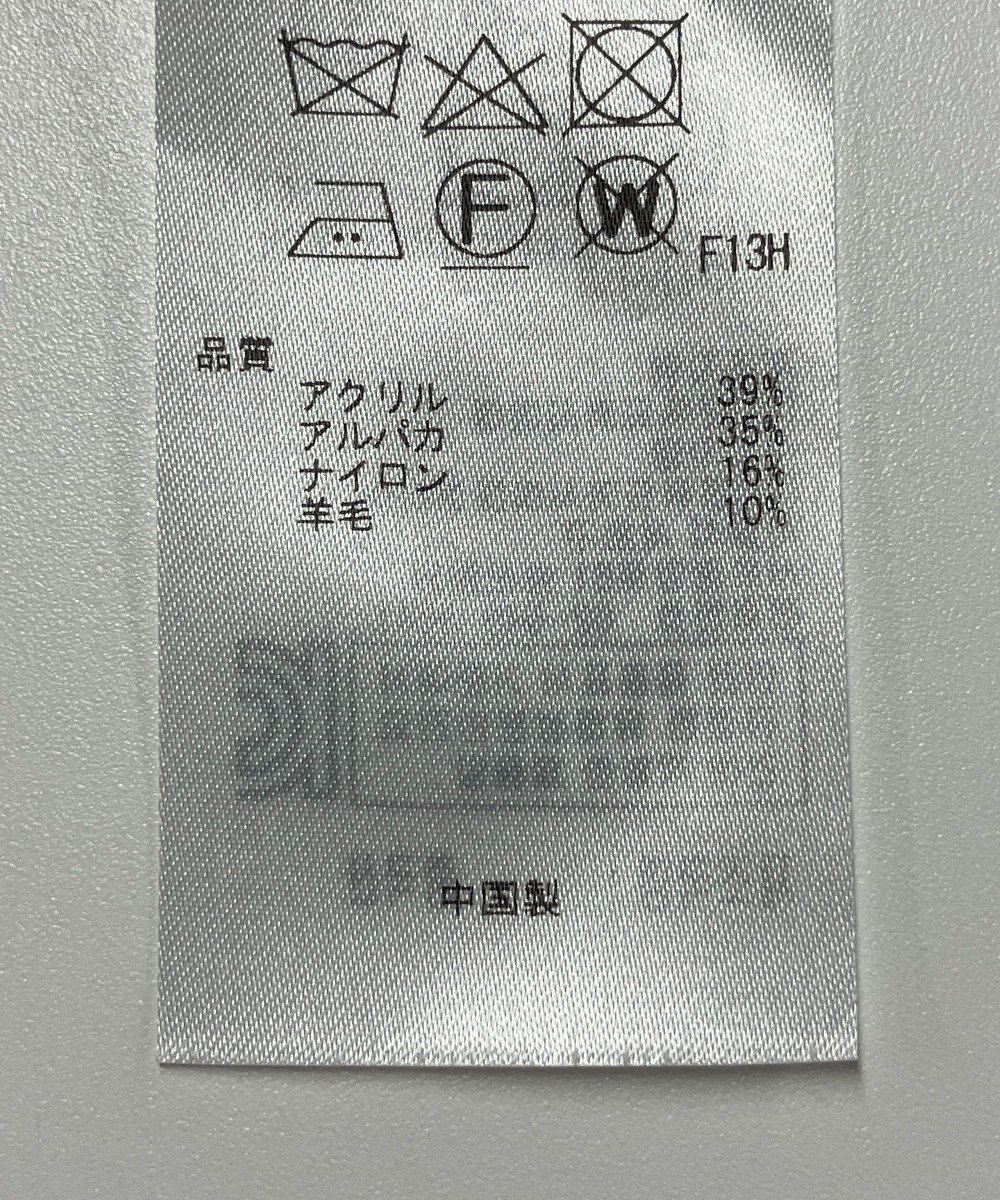 F W F13H
品質
アクリル 39%
アルパカ 35%
ナイロン 16%
羊毛 10%
中国製